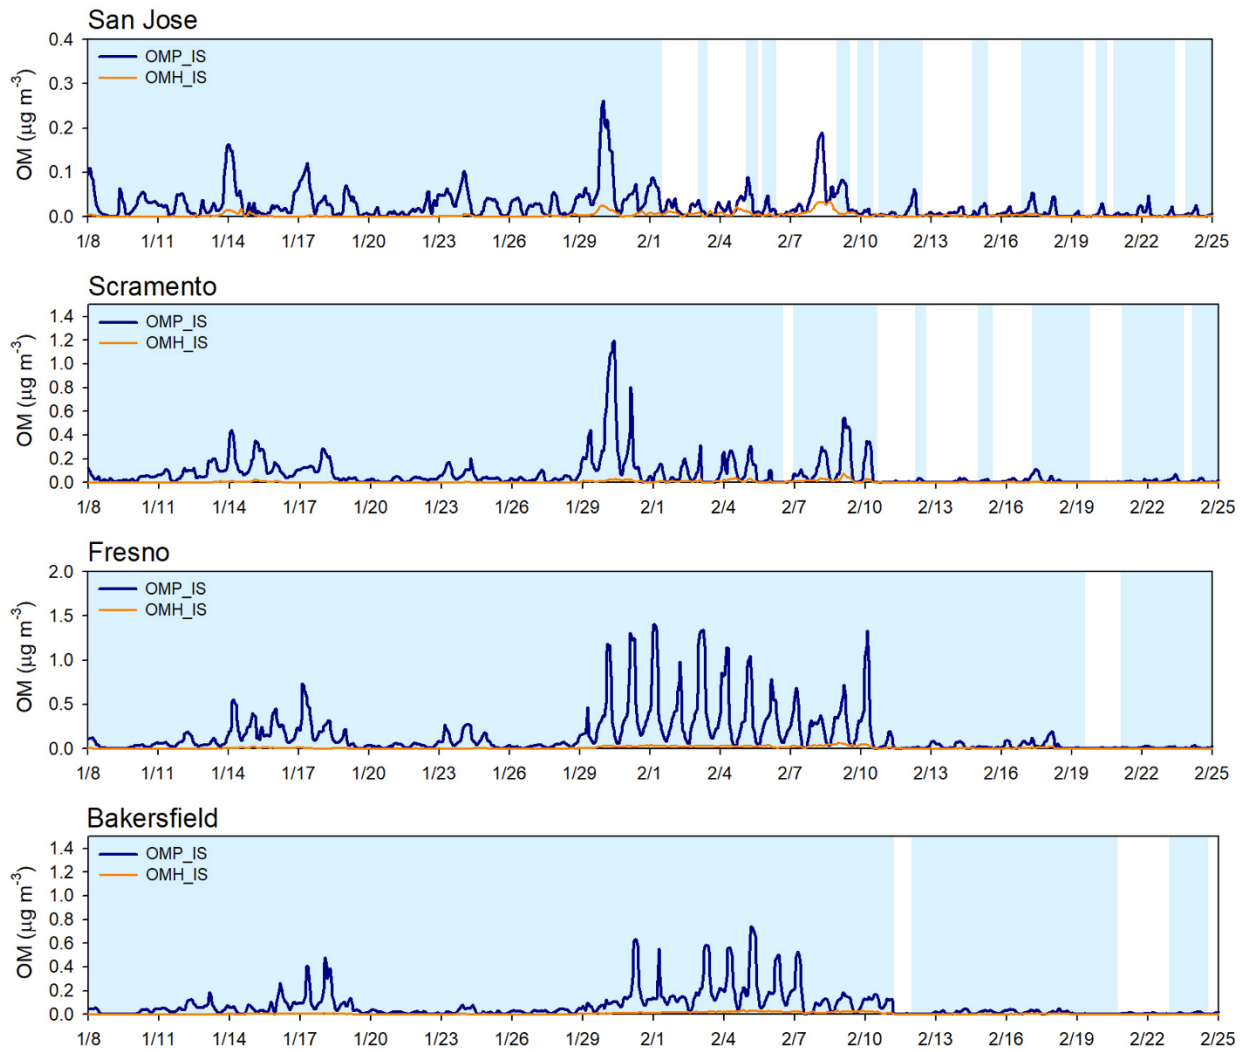 San Jose
0.4
0.3
0.2
0.1
0.0
OM (μg m-3)
OMP_IS
OMH_IS
1/8 1/11 1/14 1/17 1/20 1/23 1/26 1/29 2/1 2/4 2/7 2/10 2/13 2/16 2/19 2/22 2/25
Scramento
1.4
1.2
1.0
0.8
0.6
0.4
0.2
0.0
OM (μg m-3)
OMP_IS
OMH_IS
1/8 1/11 1/14 1/17 1/20 1/23 1/26 1/29 2/1 2/4 2/7 2/10 2/13 2/16 2/19 2/22 2/25
Fresno
2.0
1.5
1.0
0.5
0.0
OM (μg m-3)
OMP_IS
OMH_IS
1/8 1/11 1/14 1/17 1/20 1/23 1/26 1/29 2/1 2/4 2/7 2/10 2/13 2/16 2/19 2/22 2/25
Bakersfield
1.4
1.2
1.0
0.8
0.6
0.4
0.2
0.0
OM (μg m-3)
OMP_IS
OMH_IS
1/8 1/11 1/14 1/17 1/20 1/23 1/26 1/29 2/1 2/4 2/7 2/10 2/13 2/16 2/19 2/22 2/25